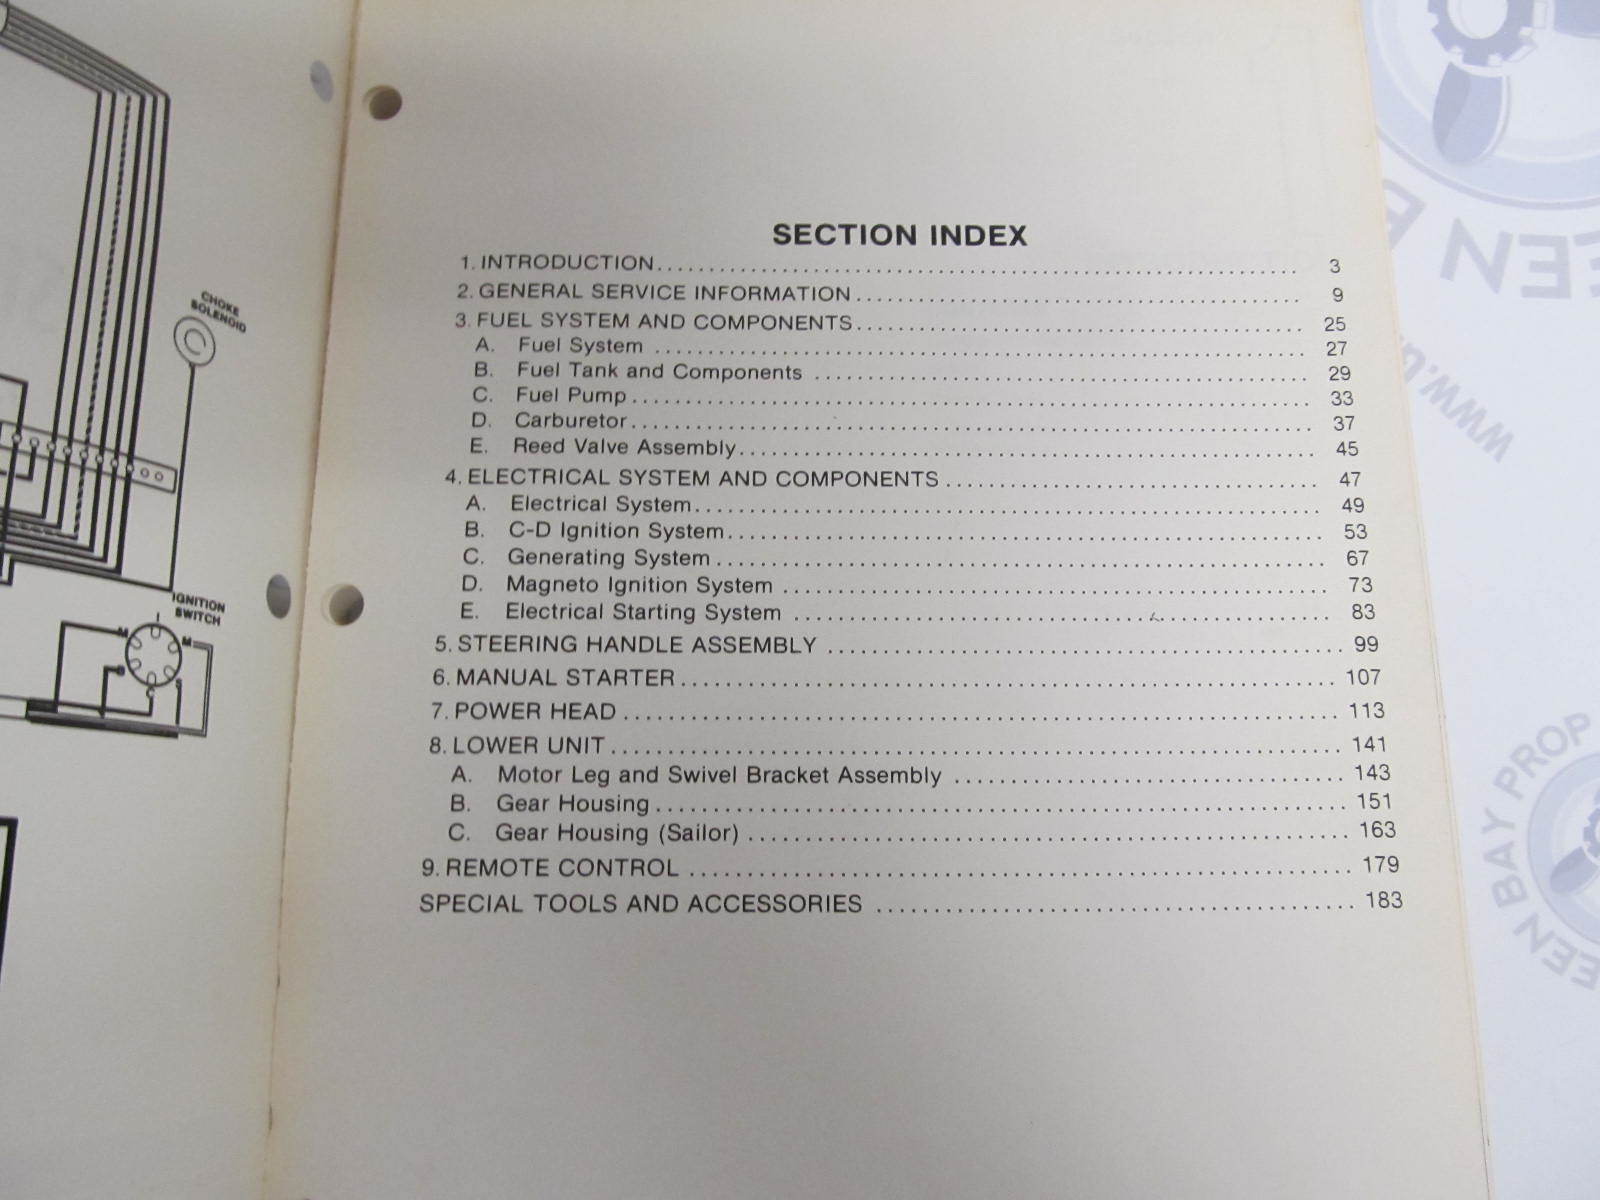 CHOKE
SOLENOID
IGNITION
SWITCH
I
M
M
B
C
S
SECTION INDEX
1. INTRODUCTION 3
2. GENERAL SERVICE INFORMATION 9
3. FUEL SYSTEM AND COMPONENTS 25
A. Fuel System 27
B. Fuel Tank and Components 29
C. Fuel Pump 33
D. Carburetor 37
E. Reed Valve Assembly 45
4. ELECTRICAL SYSTEM AND COMPONENTS 47
A. Electrical System 49
B. C-D Ignition System 53
C. Generating System 67
D. Magneto Ignition System 73
E. Electrical Starting System 83
5. STEERING HANDLE ASSEMBLY 99
6. MANUAL STARTER 107
7. POWER HEAD 113
8. LOWER UNIT 141
A. Motor Leg and Swivel Bracket Assembly 143
B. Gear Housing 151
C. Gear Housing (Sailor) 163
9. REMOTE CONTROL 179
SPECIAL TOOLS AND ACCESSORIES 183
EEN B
www.
EEN BAY PROP